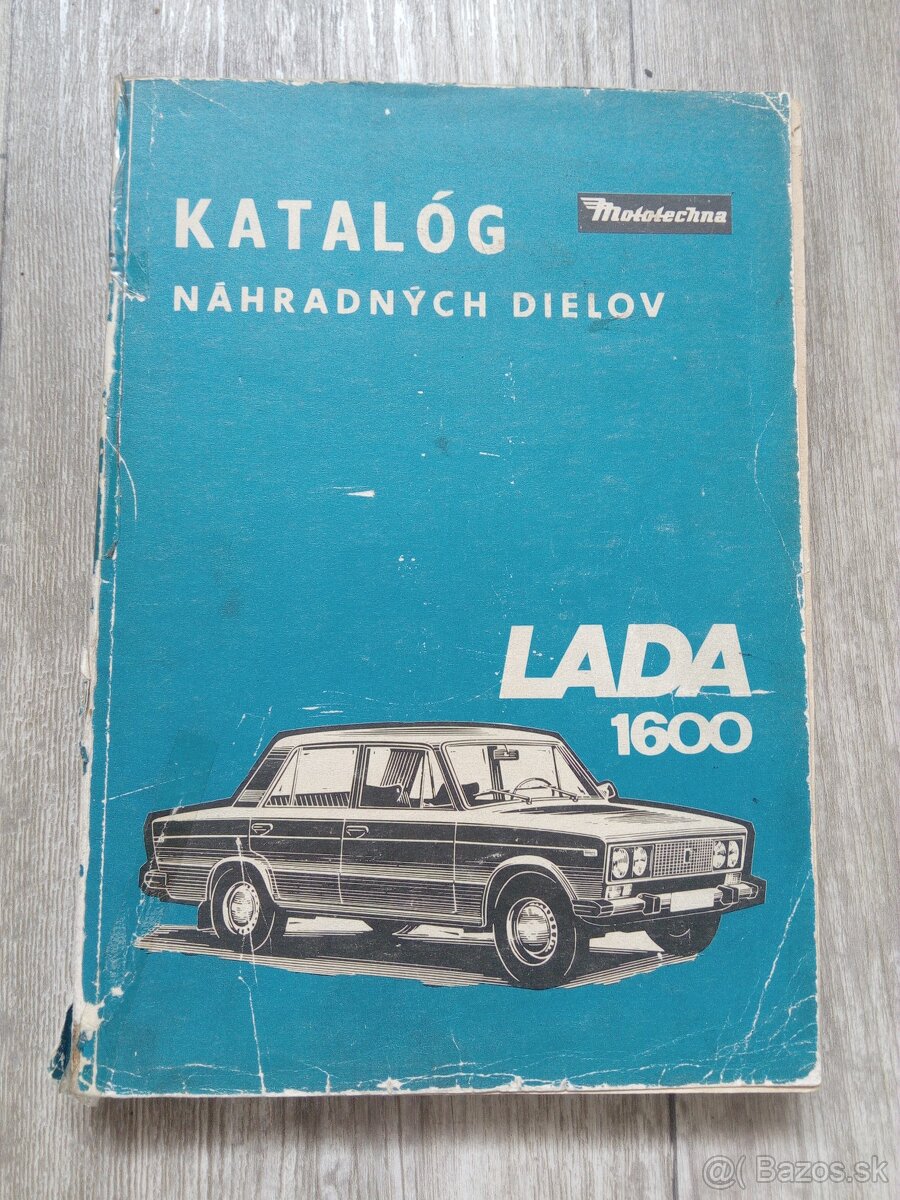 KATALÓG
Mototechna
NÁHRADNÝCH DIELOV
LADA
1600
@( Bazos.sk